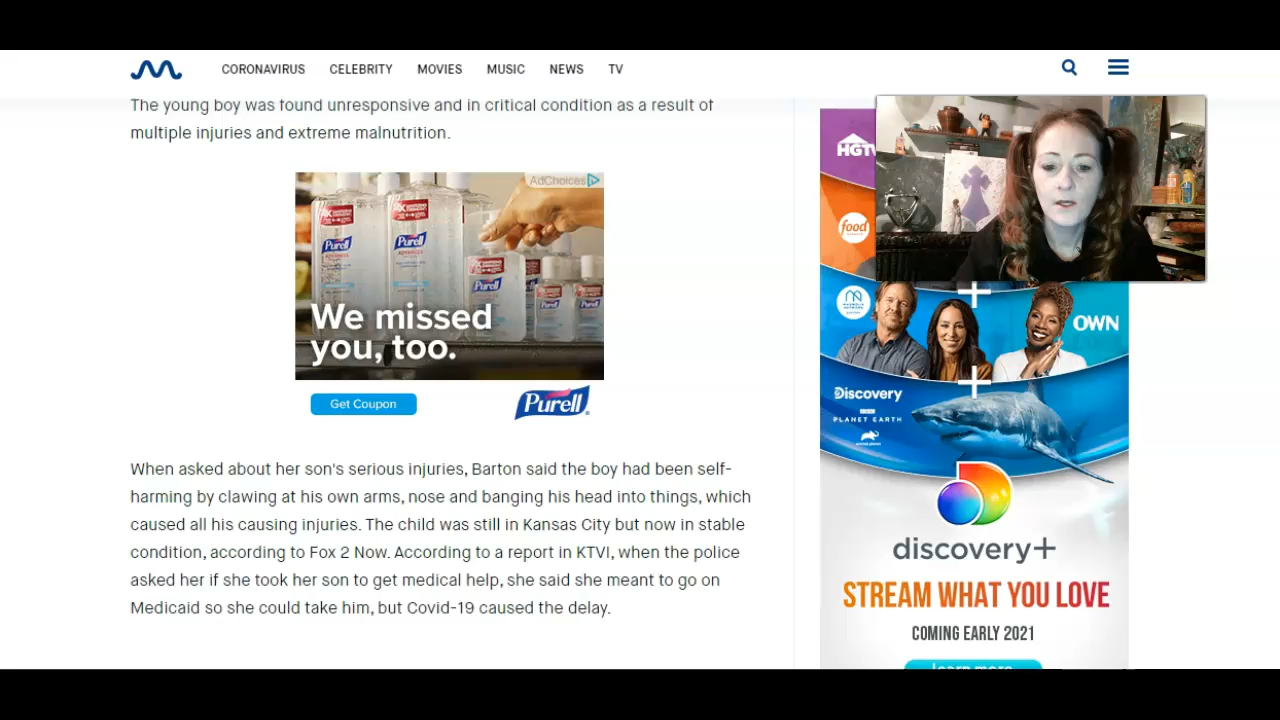 CORONAVIRUS CELEBRITY MOVIES MUSIC NEWS TV
The young boy was found unresponsive and in critical condition as a result of
multiple injuries and extreme malnutrition.
AdChoices
Purell
Purell
Purell
We missed
you, too.
Get Coupon
Purell
When asked about her son's serious injuries, Barton said the boy had been self-
harming by clawing at his own arms, nose and banging his head into things, which
caused all his causing injuries. The child was still in Kansas City but now in stable
condition, according to Fox 2 Now. According to a report in KTVI, when the police
asked her if she took her son to get medical help, she said she meant to go on
Medicaid so she could take him, but Covid-19 caused the delay.
HGTV
food
OWN
Discovery
PLANET EARTH
discovery+
STREAM WHAT YOU LOVE
COMING EARLY 2021
learn more